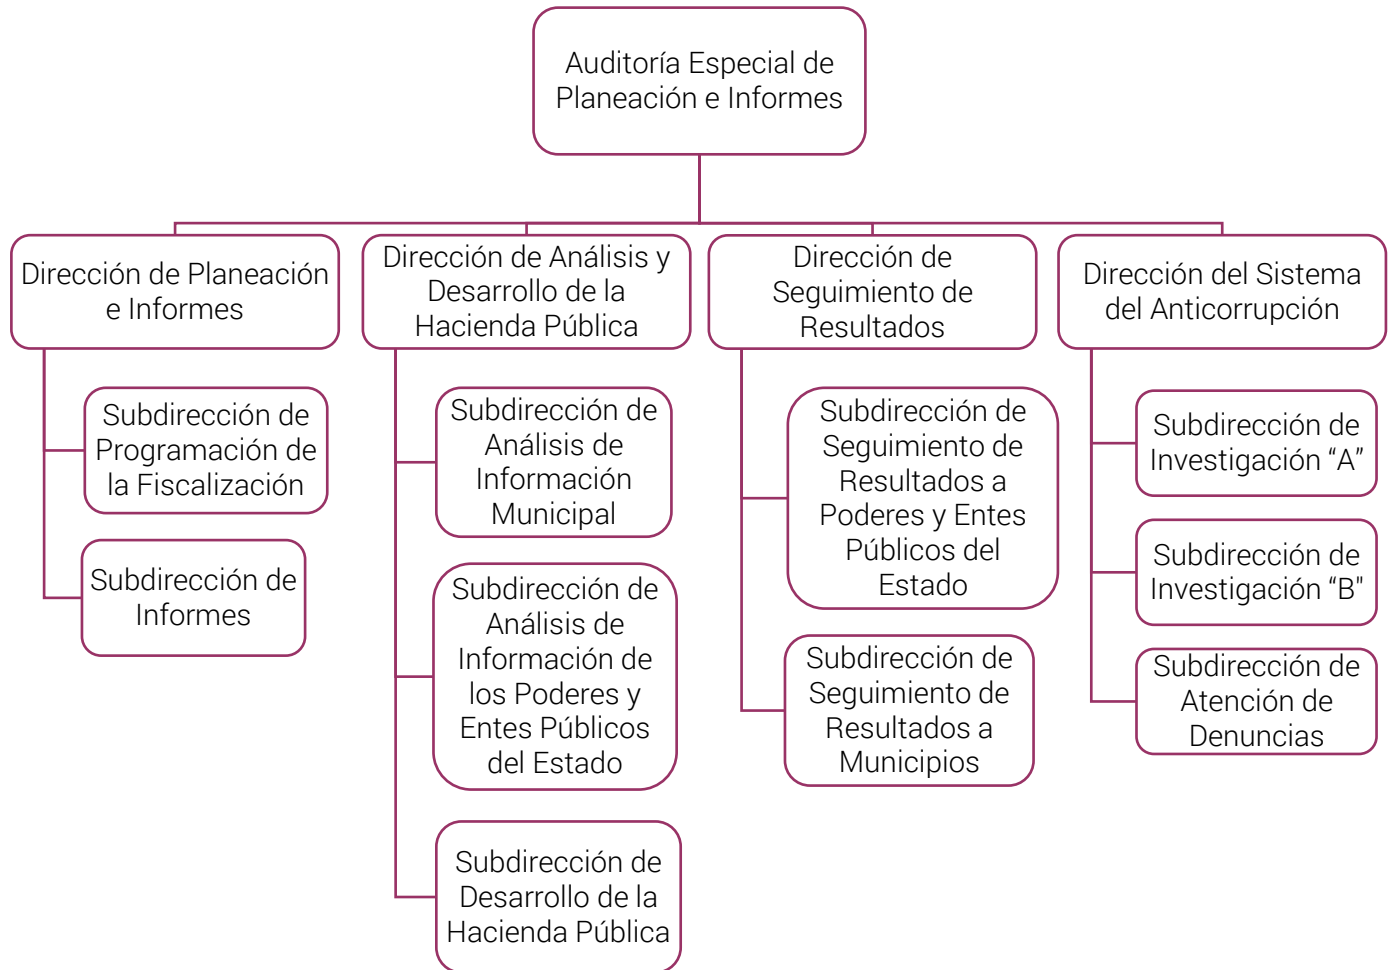 Auditoría Especial de
Planeación e Informes
Dirección de Planeación
e Informes
Subdirección de
Programación de
la Fiscalización
Subdirección de
Informes
Dirección de Análisis y
Desarrollo de la
Hacienda Pública
Subdirección de
Análisis de
Información
Municipal
Subdirección de
Análisis de
Información de
los Poderes y
Entes Públicos
del Estado
Subdirección de
Desarrollo de la
Hacienda Pública
Dirección de
Seguimiento de
Resultados
Subdirección de
Seguimiento de
Resultados a
Poderes y Entes
Públicos del
Estado
Subdirección de
Seguimiento de
Resultados a
Municipios
Dirección del Sistema
del Anticorrupción
Subdirección de
Investigación “A”
Subdirección de
Investigación “B”
Subdirección de
Atención de
Denuncias